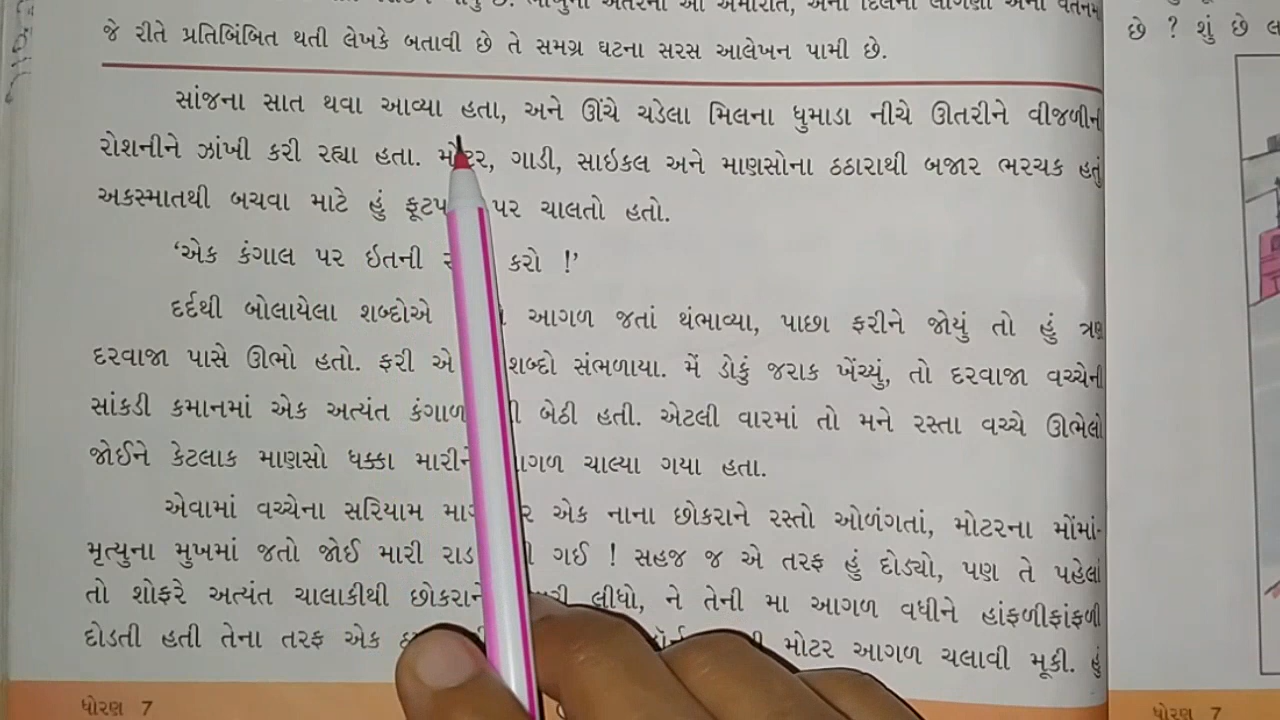 જે રીતે પ્રતિબિંબિત થતી લેખકે બતાવી છે તે સમગ્ર ઘટના સરસ આલેખન પામી છે.
છે ? શું છે
સાંજના સાત થવા આવ્યા હતા, અને ઊંચે ચડેલા મિલના ધુમાડા નીચે ઊતરીને વીજળીની
રોશનીને ઝાંખી કરી રહ્યા હતા. મોટર, ગાડી, સાઇકલ અને માણસોના ઠઠારાથી બજાર ભરચક હતું
અકસ્માતથી બચવા માટે હું પર ચાલતો હતો.
‘એક કંગાલ પર ઇતની કરો !’
દર્દથી બોલાયેલા શબ્દોએ આગળ જતાં થંભાવ્યા, પાછા ફરીને જોયું તો હું ત્રણ
દરવાજા પાસે ઊભો હતો. ફરી એ શબ્દો સંભળાયા. મેં ડોકું જરાક ખેંચ્યું, તો દરવાજા વચ્ચેની
સાંકડી કમાનમાં એક અત્યંત કંગાળ બેઠી હતી. એટલી વારમાં તો મને રસ્તા વચ્ચે ઊભેલો
જોઈને કેટલાક માણસો ધક્કા મારીને આગળ ચાલ્યા ગયા હતા.
એવામાં વચ્ચેના સરિયામ એક નાના છોકરાને રસ્તો ઓળંગતાં, મોટરના મોંમાં-
મૃત્યુના મુખમાં જતો જોઈ મારી રાડ ગઈ ! સહજ જ એ તરફ હું દોડ્યો, પણ તે પહેલાં
તો શોફરે અત્યંત ચાલાકીથી છોકરાને લીધો, ને તેની મા આગળ વધીને હાંફળીફાંફળી
દોડતી હતી તેના તરફ એક મોટર આગળ ચલાવી મૂકી. હું
ધોરણ 7
ધોરણ 7